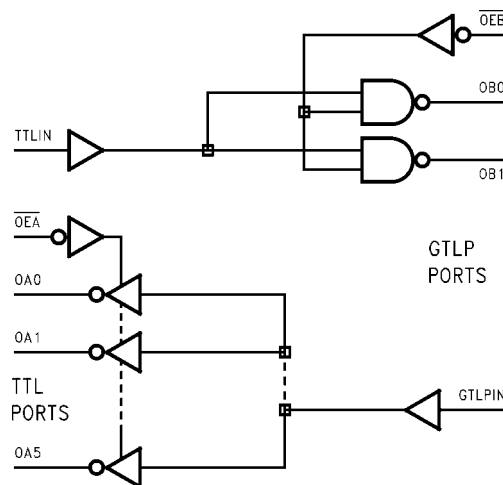 OEB
OB0
TTLIN
OB1
OEA
GTLP
PORTS
OA0
OA1
TTL
PORTS
GTLPIN
OA5